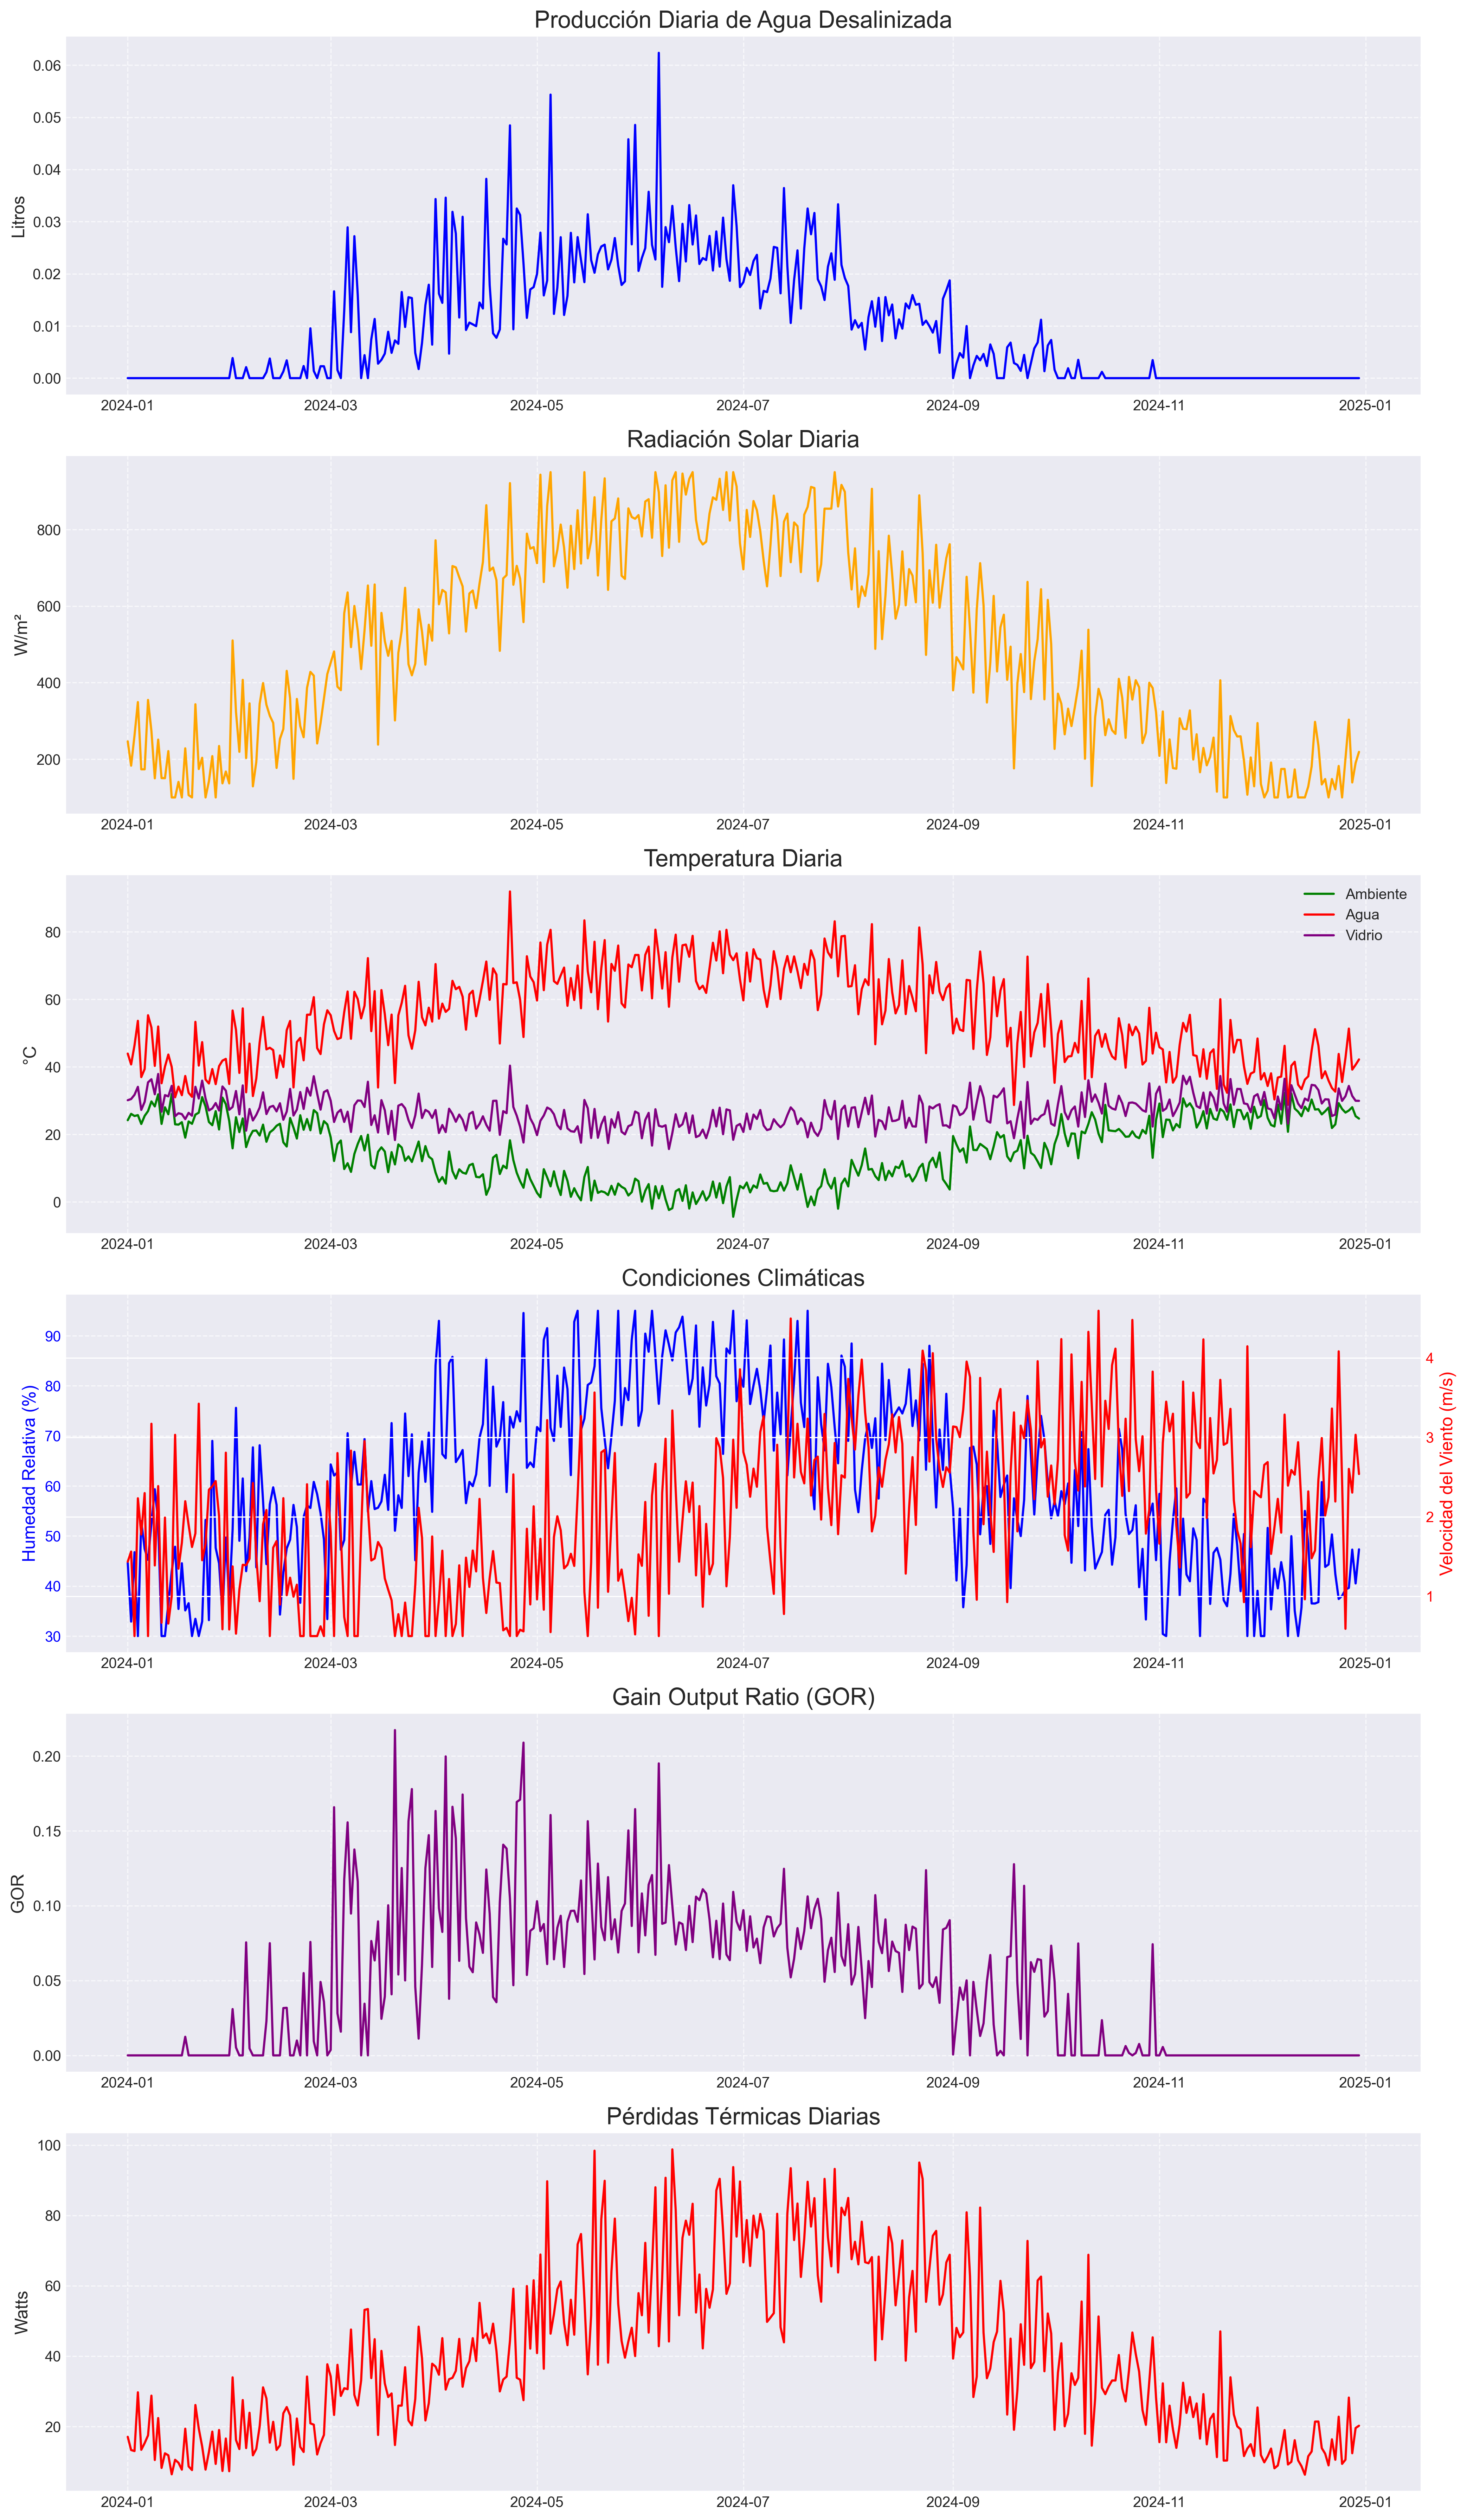 Producción Diaria de Agua Desalinizada
Litros
0.06
0.05
0.04
0.03
0.02
0.01
0.00
2024-01 2024-03 2024-05 2024-07 2024-09 2024-11 2025-01
Radiación Solar Diaria
W/m²
800
600
400
200
2024-01 2024-03 2024-05 2024-07 2024-09 2024-11 2025-01
Temperatura Diaria
°C
80
60
40
20
0
Ambiente
Agua
Vidrio
2024-01 2024-03 2024-05 2024-07 2024-09 2024-11 2025-01
Condiciones Climáticas
Humedad Relativa (%)
90
80
70
60
50
40
30
4
3
2
1
Velocidad del Viento (m/s)
2024-01 2024-03 2024-05 2024-07 2024-09 2024-11 2025-01
Gain Output Ratio (GOR)
GOR
0.20
0.15
0.10
0.05
0.00
2024-01 2024-03 2024-05 2024-07 2024-09 2024-11 2025-01
Pérdidas Térmicas Diarias
Watts
100
80
60
40
20
2024-01 2024-03 2024-05 2024-07 2024-09 2024-11 2025-01